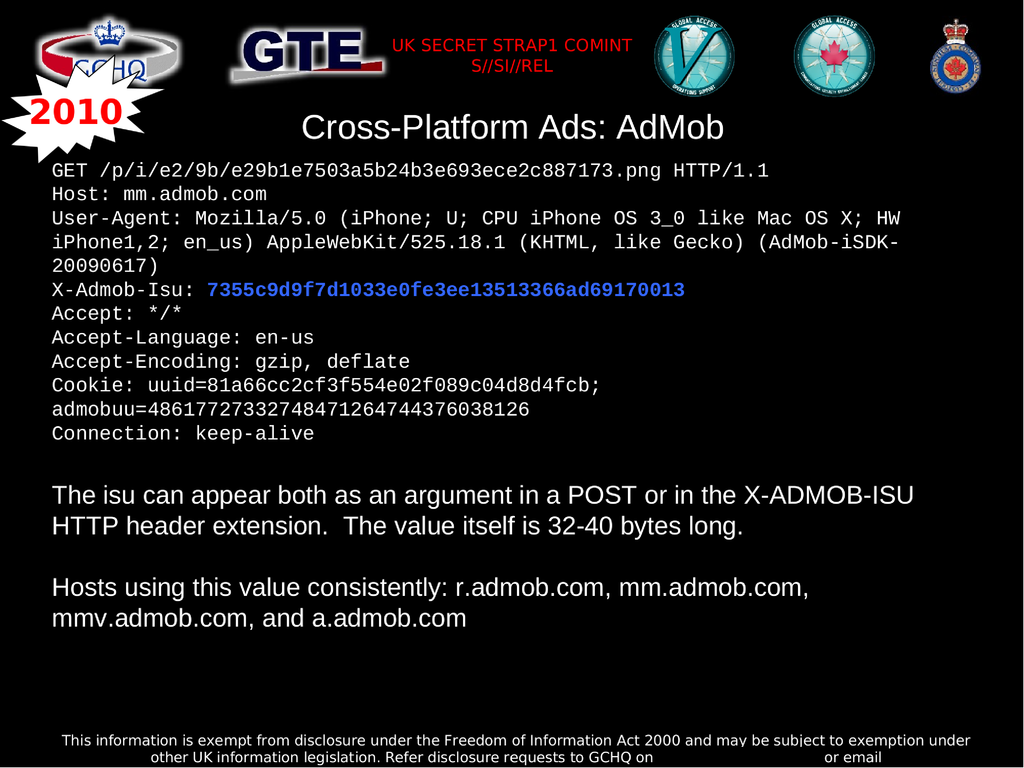 GCHQ
GTE
UK SECRET STRAP1 COMINT
S//SI//REL
GLOBAL ACCESS
V
OPERATIONS SUPPORT
GLOBAL ACCESS
2010
Cross-Platform Ads: AdMob
GET /p/i/e2/9b/e29b1e7503a5b24b3e693ece2c887173.png HTTP/1.1
Host: mm.admob.com
User-Agent: Mozilla/5.0 (iPhone; U; CPU iPhone OS 3_0 like Mac OS X; HW
iPhone1,2; en_us) AppleWebKit/525.18.1 (KHTML, like Gecko) (AdMob-iSDK-
20090617)
X-Admob-Isu: 7355c9d9f7d1033e0fe3ee13513366ad69170013
Accept: */*
Accept-Language: en-us
Accept-Encoding: gzip, deflate
Cookie: uuid=81a66cc2cf3f554e02f089c04d8d4fcb;
admobuu=48617727332748471264744376038126
Connection: keep-alive
The isu can appear both as an argument in a POST or in the X-ADMOB-ISU
HTTP header extension. The value itself is 32-40 bytes long.
Hosts using this value consistently: r.admob.com, mm.admob.com,
mmv.admob.com, and a.admob.com
This information is exempt from disclosure under the Freedom of Information Act 2000 and may be subject to exemption under
other UK information legislation. Refer disclosure requests to GCHQ on or email